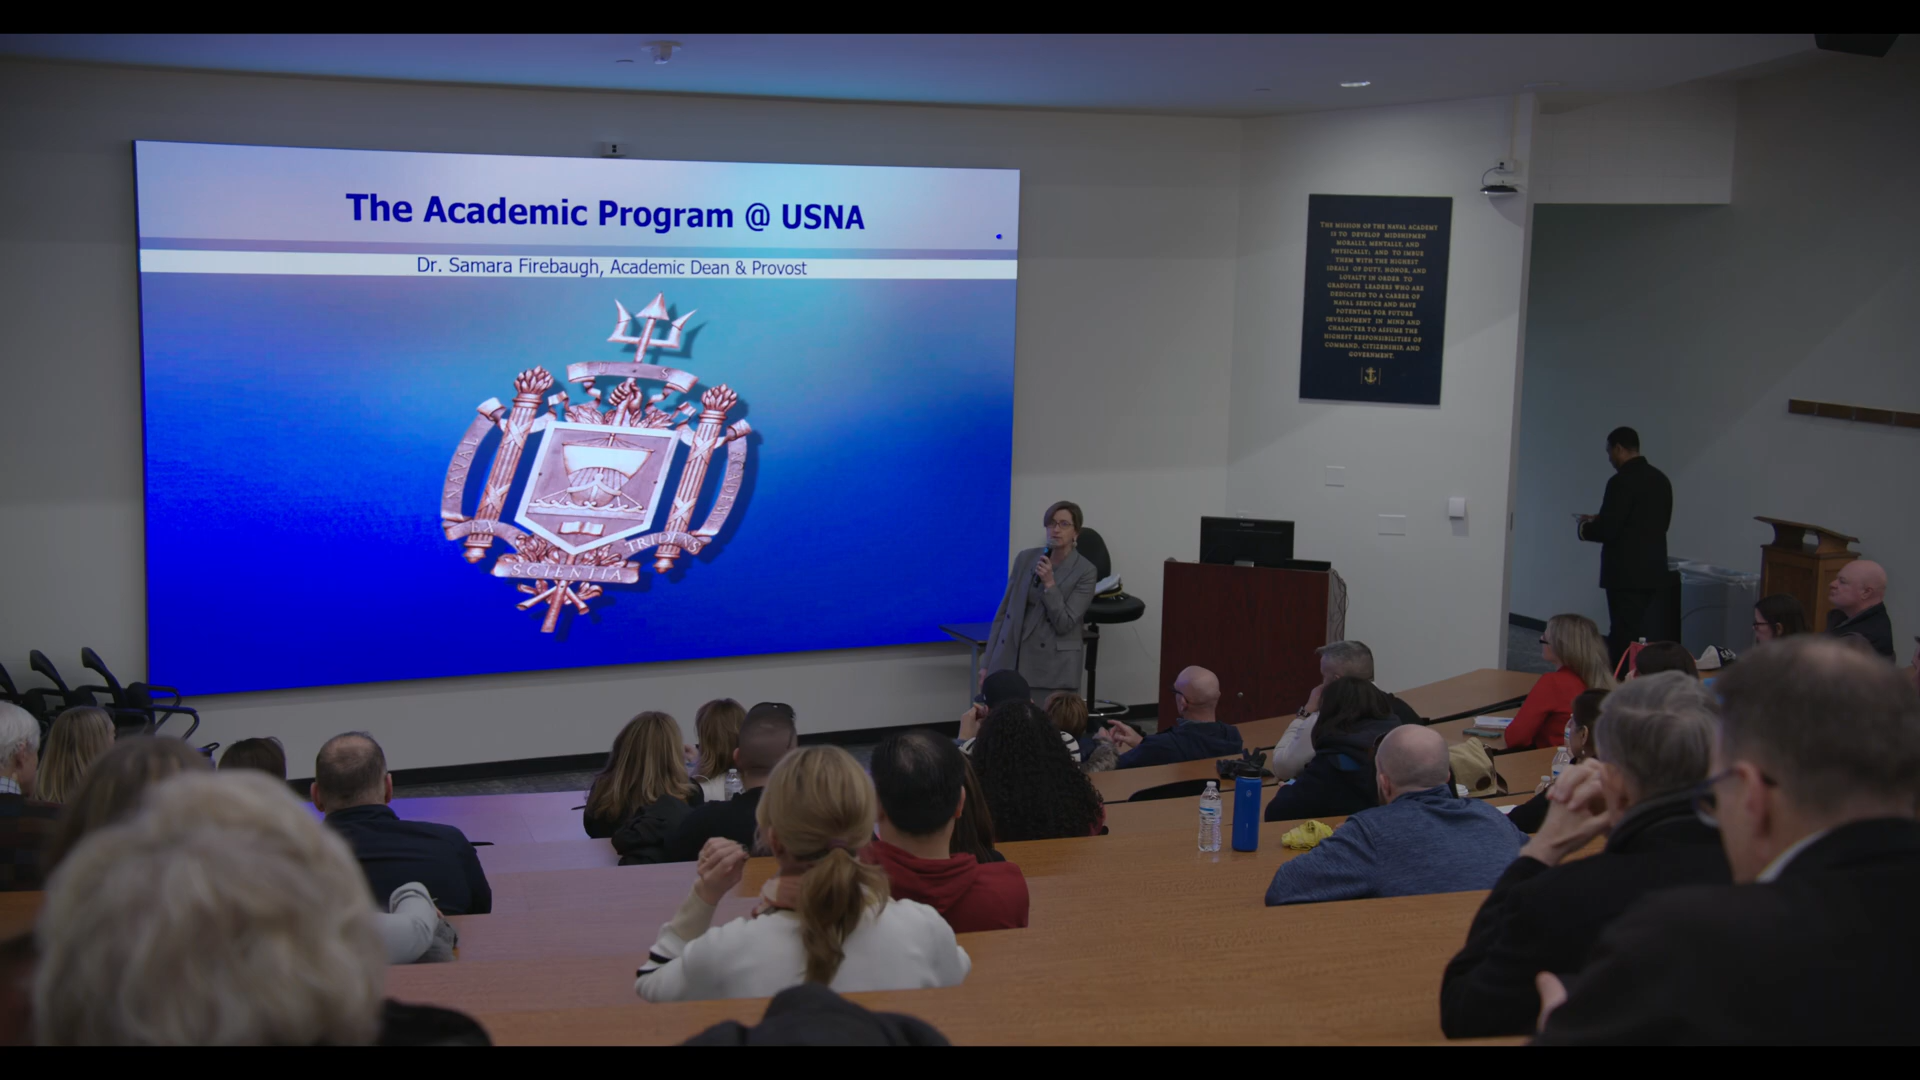 The Academic Program @ USNA
Dr. Samara Firebaugh, Academic Dean & Provost
U S
NAVAL
EX
TRIDENS
SCIENTIA
THE MISSION OF THE NAVAL ACADEMY
IS TO DEVELOP MIDSHIPMEN
MORALLY, MENTALLY, AND
PHYSICALLY; AND TO IMBUE
THEM WITH THE HIGHEST
IDEALS OF DUTY, HONOR, AND
LOYALTY IN ORDER TO
GRADUATE LEADERS WHO ARE
DEDICATED TO A CAREER OF
NAVAL SERVICE AND HAVE
POTENTIAL FOR FUTURE
DEVELOPMENT IN MIND AND
CHARACTER TO ASSUME THE
HIGHEST RESPONSIBILITIES OF
COMMAND, CITIZENSHIP, AND
GOVERNMENT.